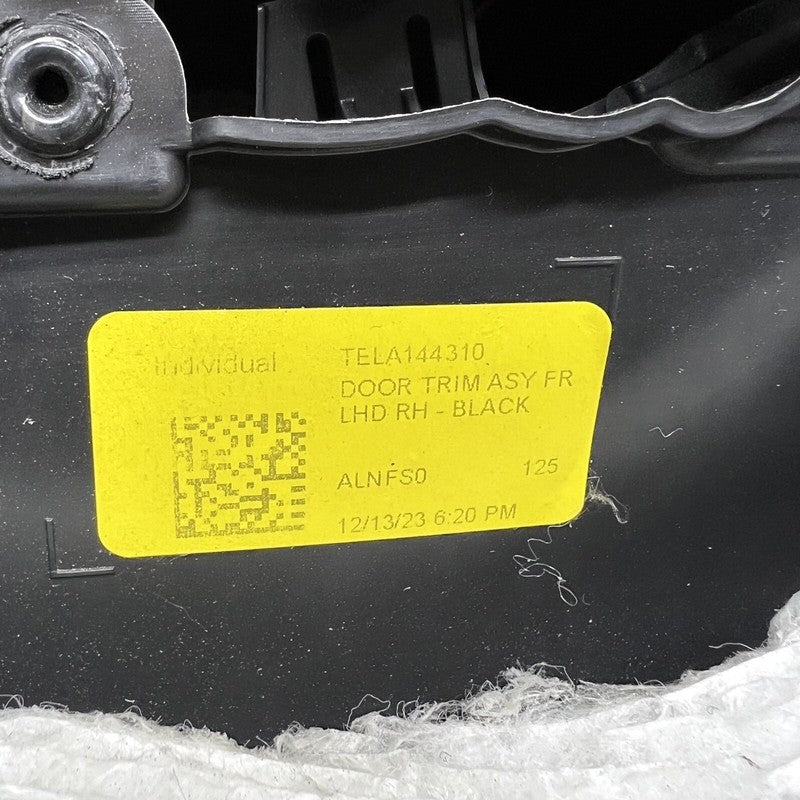 Individual
TELA144310
DOOR TRIM ASY FR
LHD RH - BLACK
ALNFS0 125
12/13/23 6:20 PM